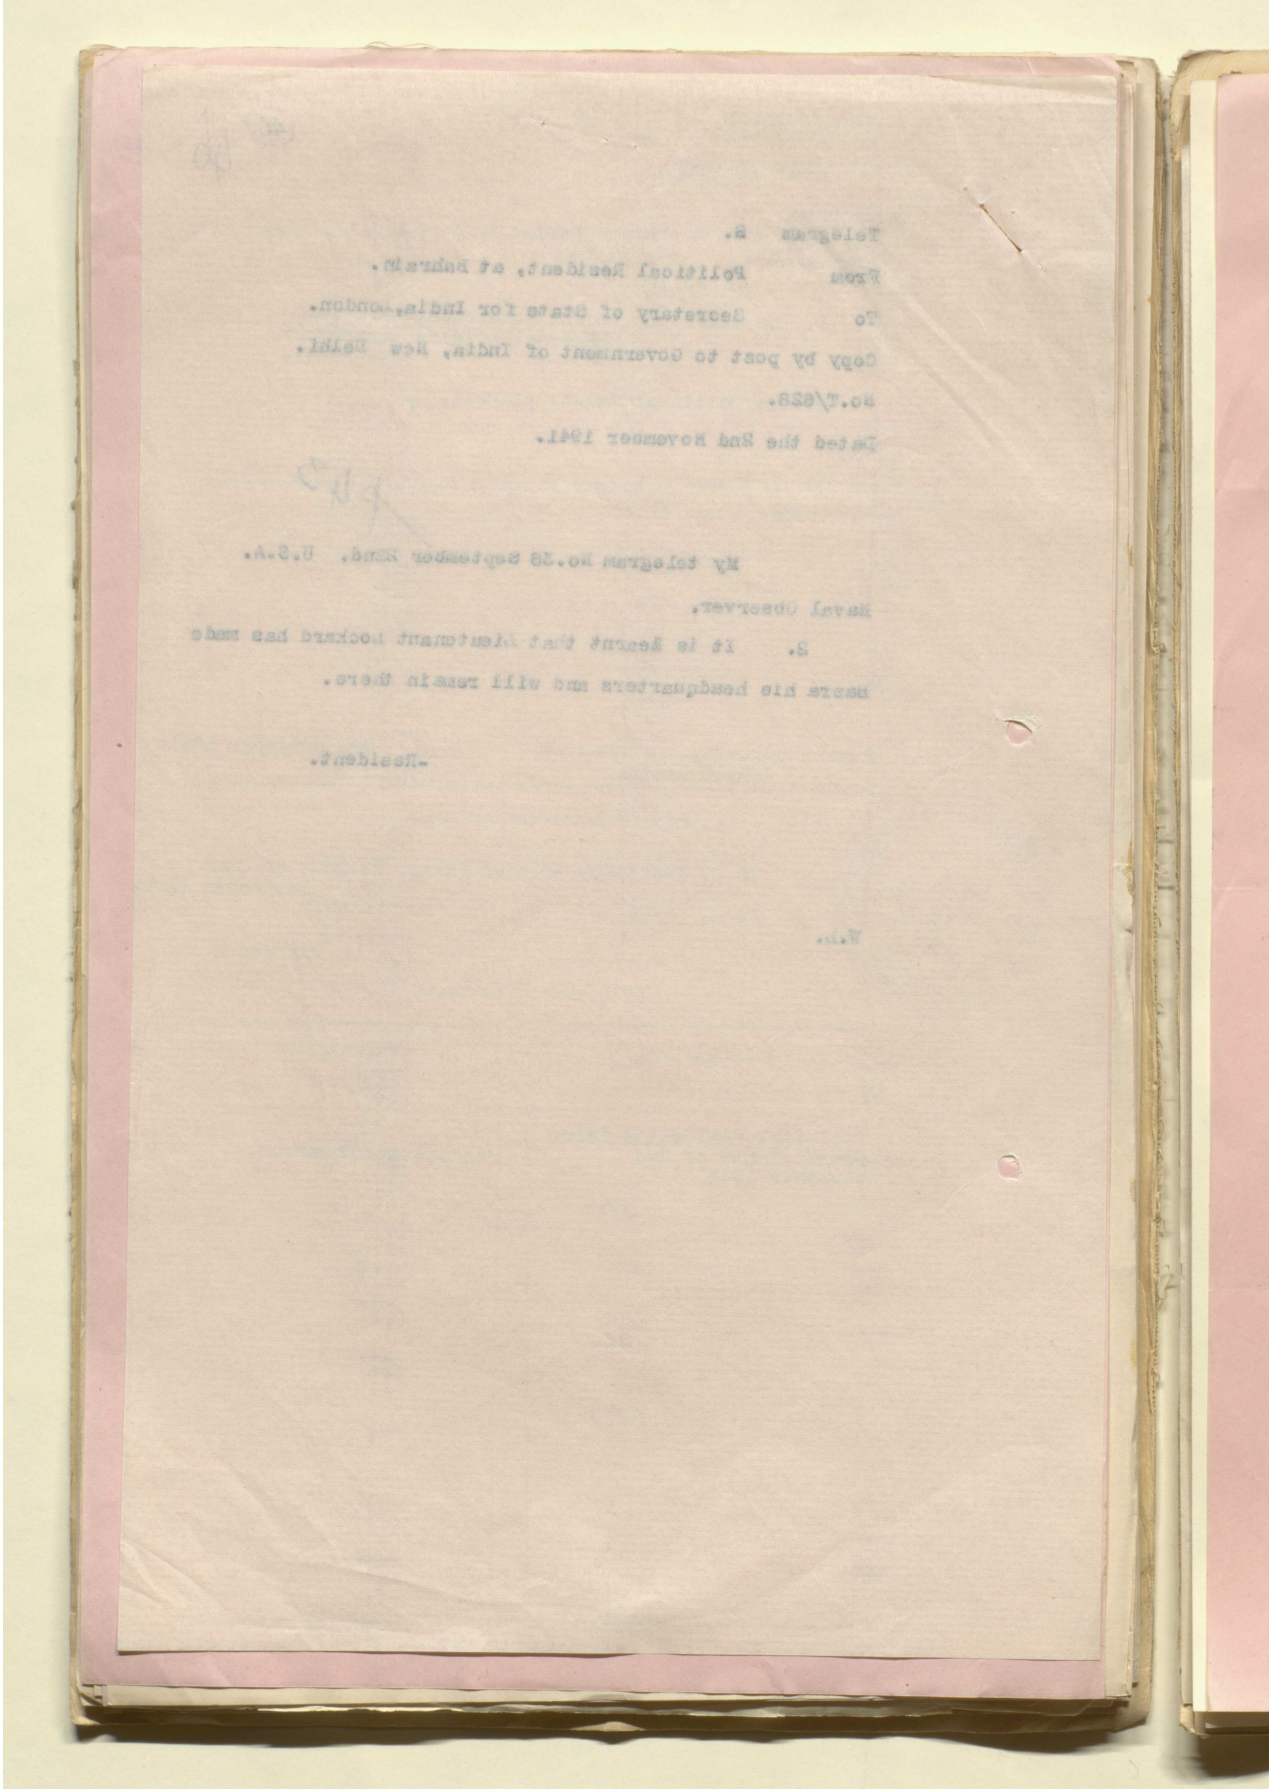 Telegram S.
From Political Resident, at Bahrain.
To Secretary of State for India, London.
Copy by post to Government of India, New Delhi.
No.T/628.
Dated the 2nd November 1941.
p43
My telegram No.38 September 22nd. U.S.A.
Naval Observer.
2. It is learnt that Lieutenant Lockard has made
Basra his headquarters and will remain there.
-Resident.
W.L.